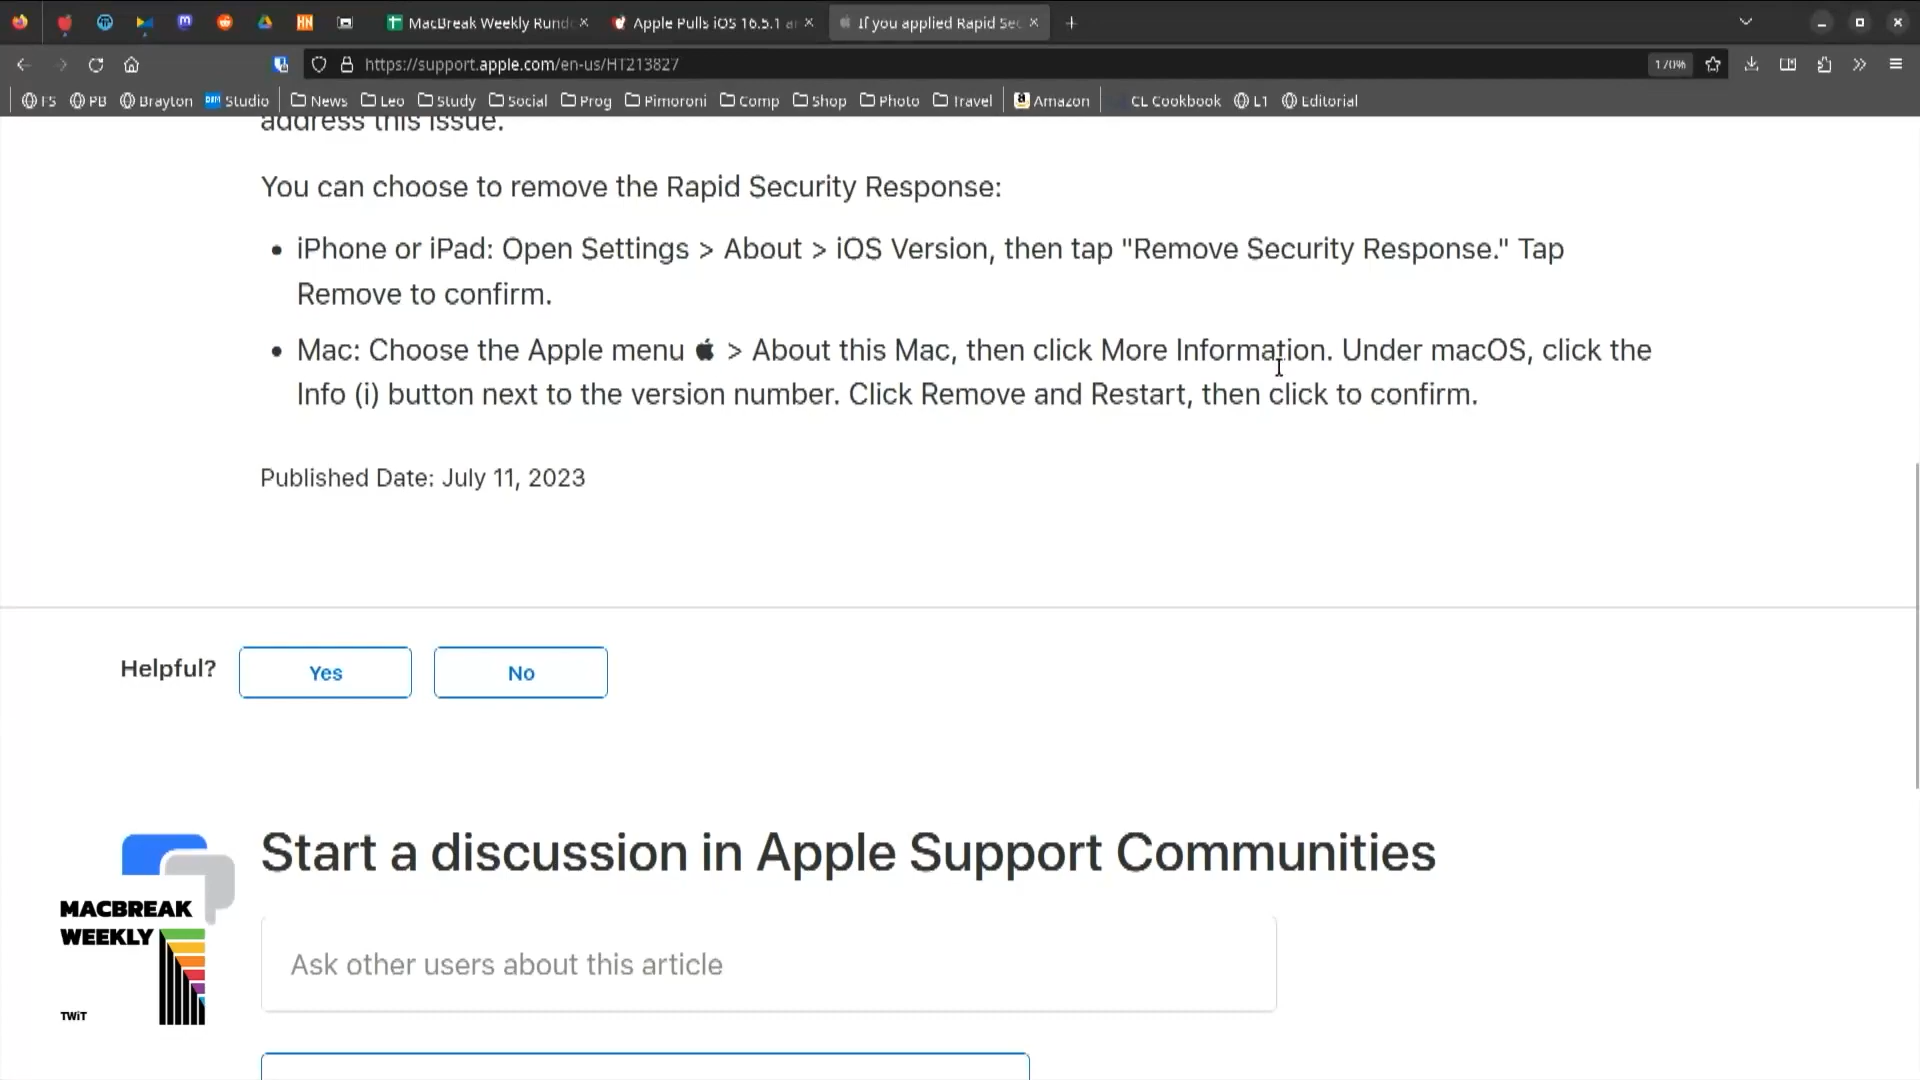 MacBreak Weekly Rund
Apple Pulls iOS 16.5.1 a
If you applied Rapid Sec
https://support.apple.com/en-us/HT213827
170%
FS PB Brayton Studio News Leo Study Social Prog Pimoroni Comp Shop Photo Travel Amazon CL Cookbook L1 Editorial
address this issue.
You can choose to remove the Rapid Security Response:
• iPhone or iPad: Open Settings > About > iOS Version, then tap "Remove Security Response." Tap
Remove to confirm.
• Mac: Choose the Apple menu > About this Mac, then click More Information. Under macOS, click the
Info (i) button next to the version number. Click Remove and Restart, then click to confirm.
Published Date: July 11, 2023
Helpful? Yes No
Start a discussion in Apple Support Communities
MACBREAK
WEEKLY
TWiT
Ask other users about this article